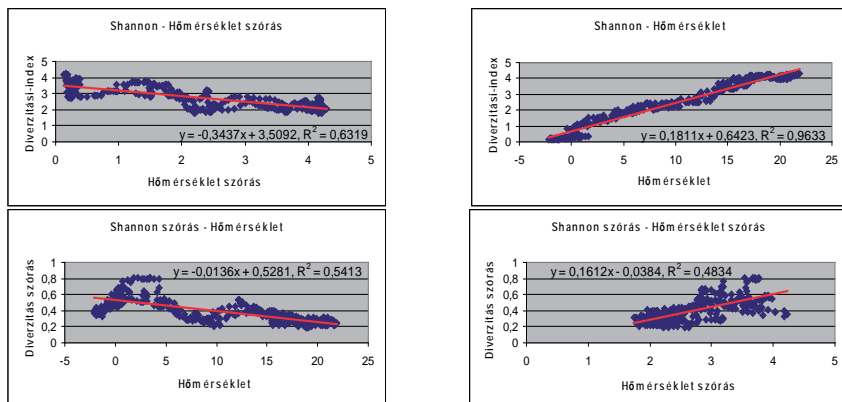 Shannon - Hőmérséklet szórás
Diverzitási-index
5
4
3
2
1
0
y = -0,3437x + 3,5092, R² = 0,6319
0 1 2 3 4 5
Hőmérséklet szórás
Shannon - Hőmérséklet
Diverzitási-index
5
4
3
2
1
0
y = 0,1811x + 0,6423, R² = 0,9633
-5 0 5 10 15 20 25
Hőmérséklet
Shannon szórás - Hőmérséklet
Diverzitás szórás
1
0,8
0,6
0,4
0,2
0
y = -0,0136x + 0,5281, R² = 0,5413
-5 0 5 10 15 20 25
Hőmérséklet
Shannon szórás - Hőmérséklet szórás
Diverzitás szórás
1
0,8
0,6
0,4
0,2
0
y = 0,1612x - 0,0384, R² = 0,4834
0 1 2 3 4 5
Hőmérséklet szórás